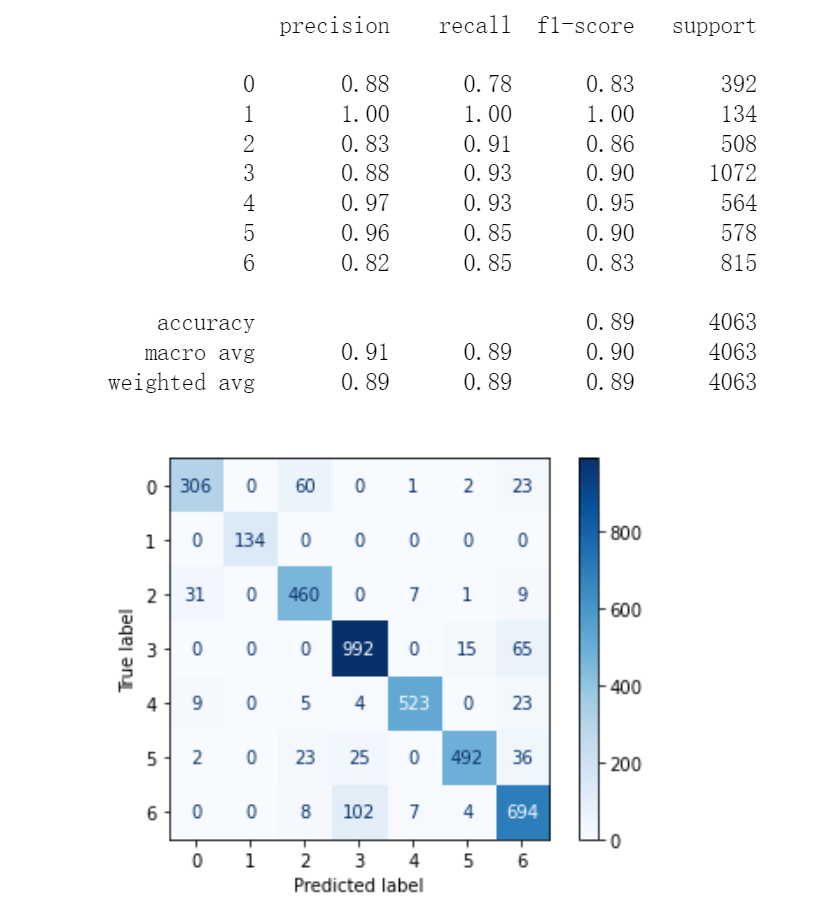 precision recall f1-score support
0 0.88 0.78 0.83 392
1 1.00 1.00 1.00 134
2 0.83 0.91 0.86 508
3 0.88 0.93 0.90 1072
4 0.97 0.93 0.95 564
5 0.96 0.85 0.90 578
6 0.82 0.85 0.83 815
accuracy 0.89 4063
macro avg 0.91 0.89 0.90 4063
weighted avg 0.89 0.89 0.89 4063
True label
0 306 0 60 0 1 2 23
1 0 134 0 0 0 0 0
2 31 0 460 0 7 1 9
3 0 0 0 992 0 15 65
4 9 0 5 4 523 0 23
5 2 0 23 25 0 492 36
6 0 0 8 102 7 4 694
0 1 2 3 4 5 6
Predicted label
800
600
400
200
0